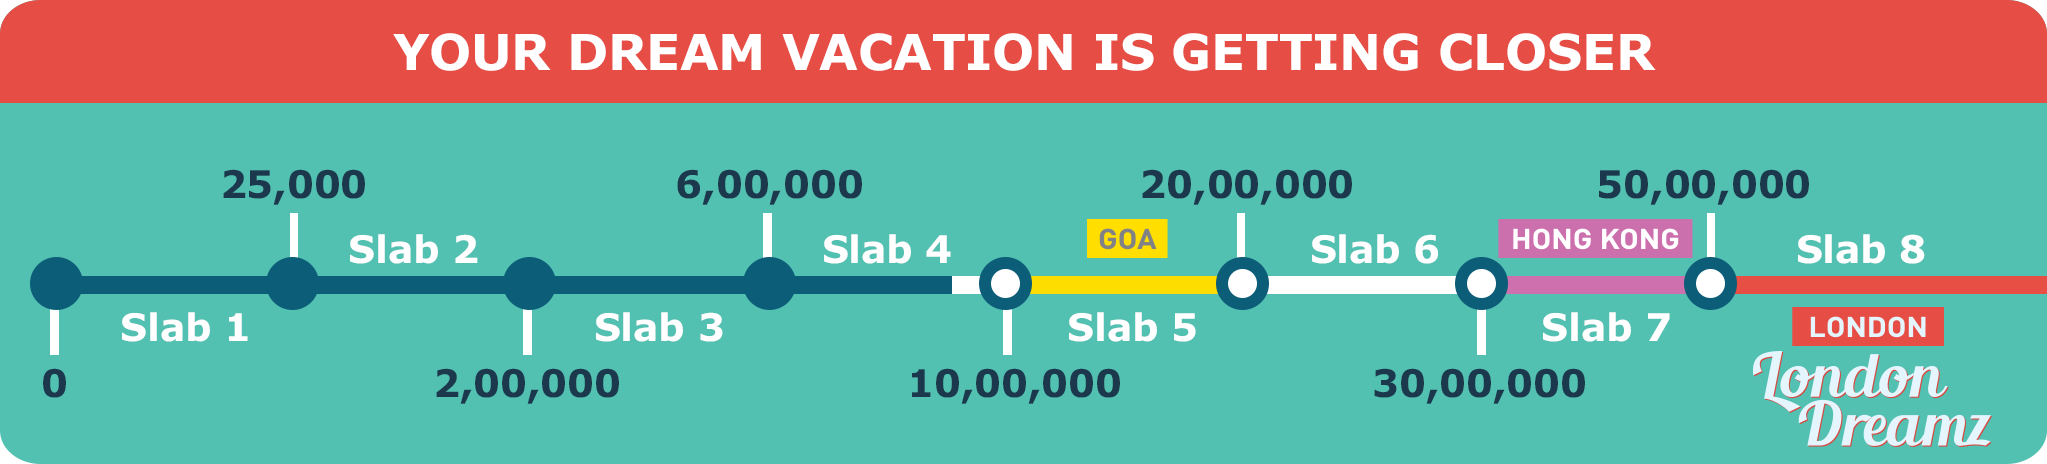 YOUR DREAM VACATION IS GETTING CLOSER
25,000
6,00,000
20,00,000
50,00,000
Slab 2
Slab 4
GOA
Slab 6
HONG KONG
Slab 8
Slab 1
Slab 3
Slab 5
Slab 7
LONDON
0
2,00,000
10,00,000
30,00,000
London
Dreamz